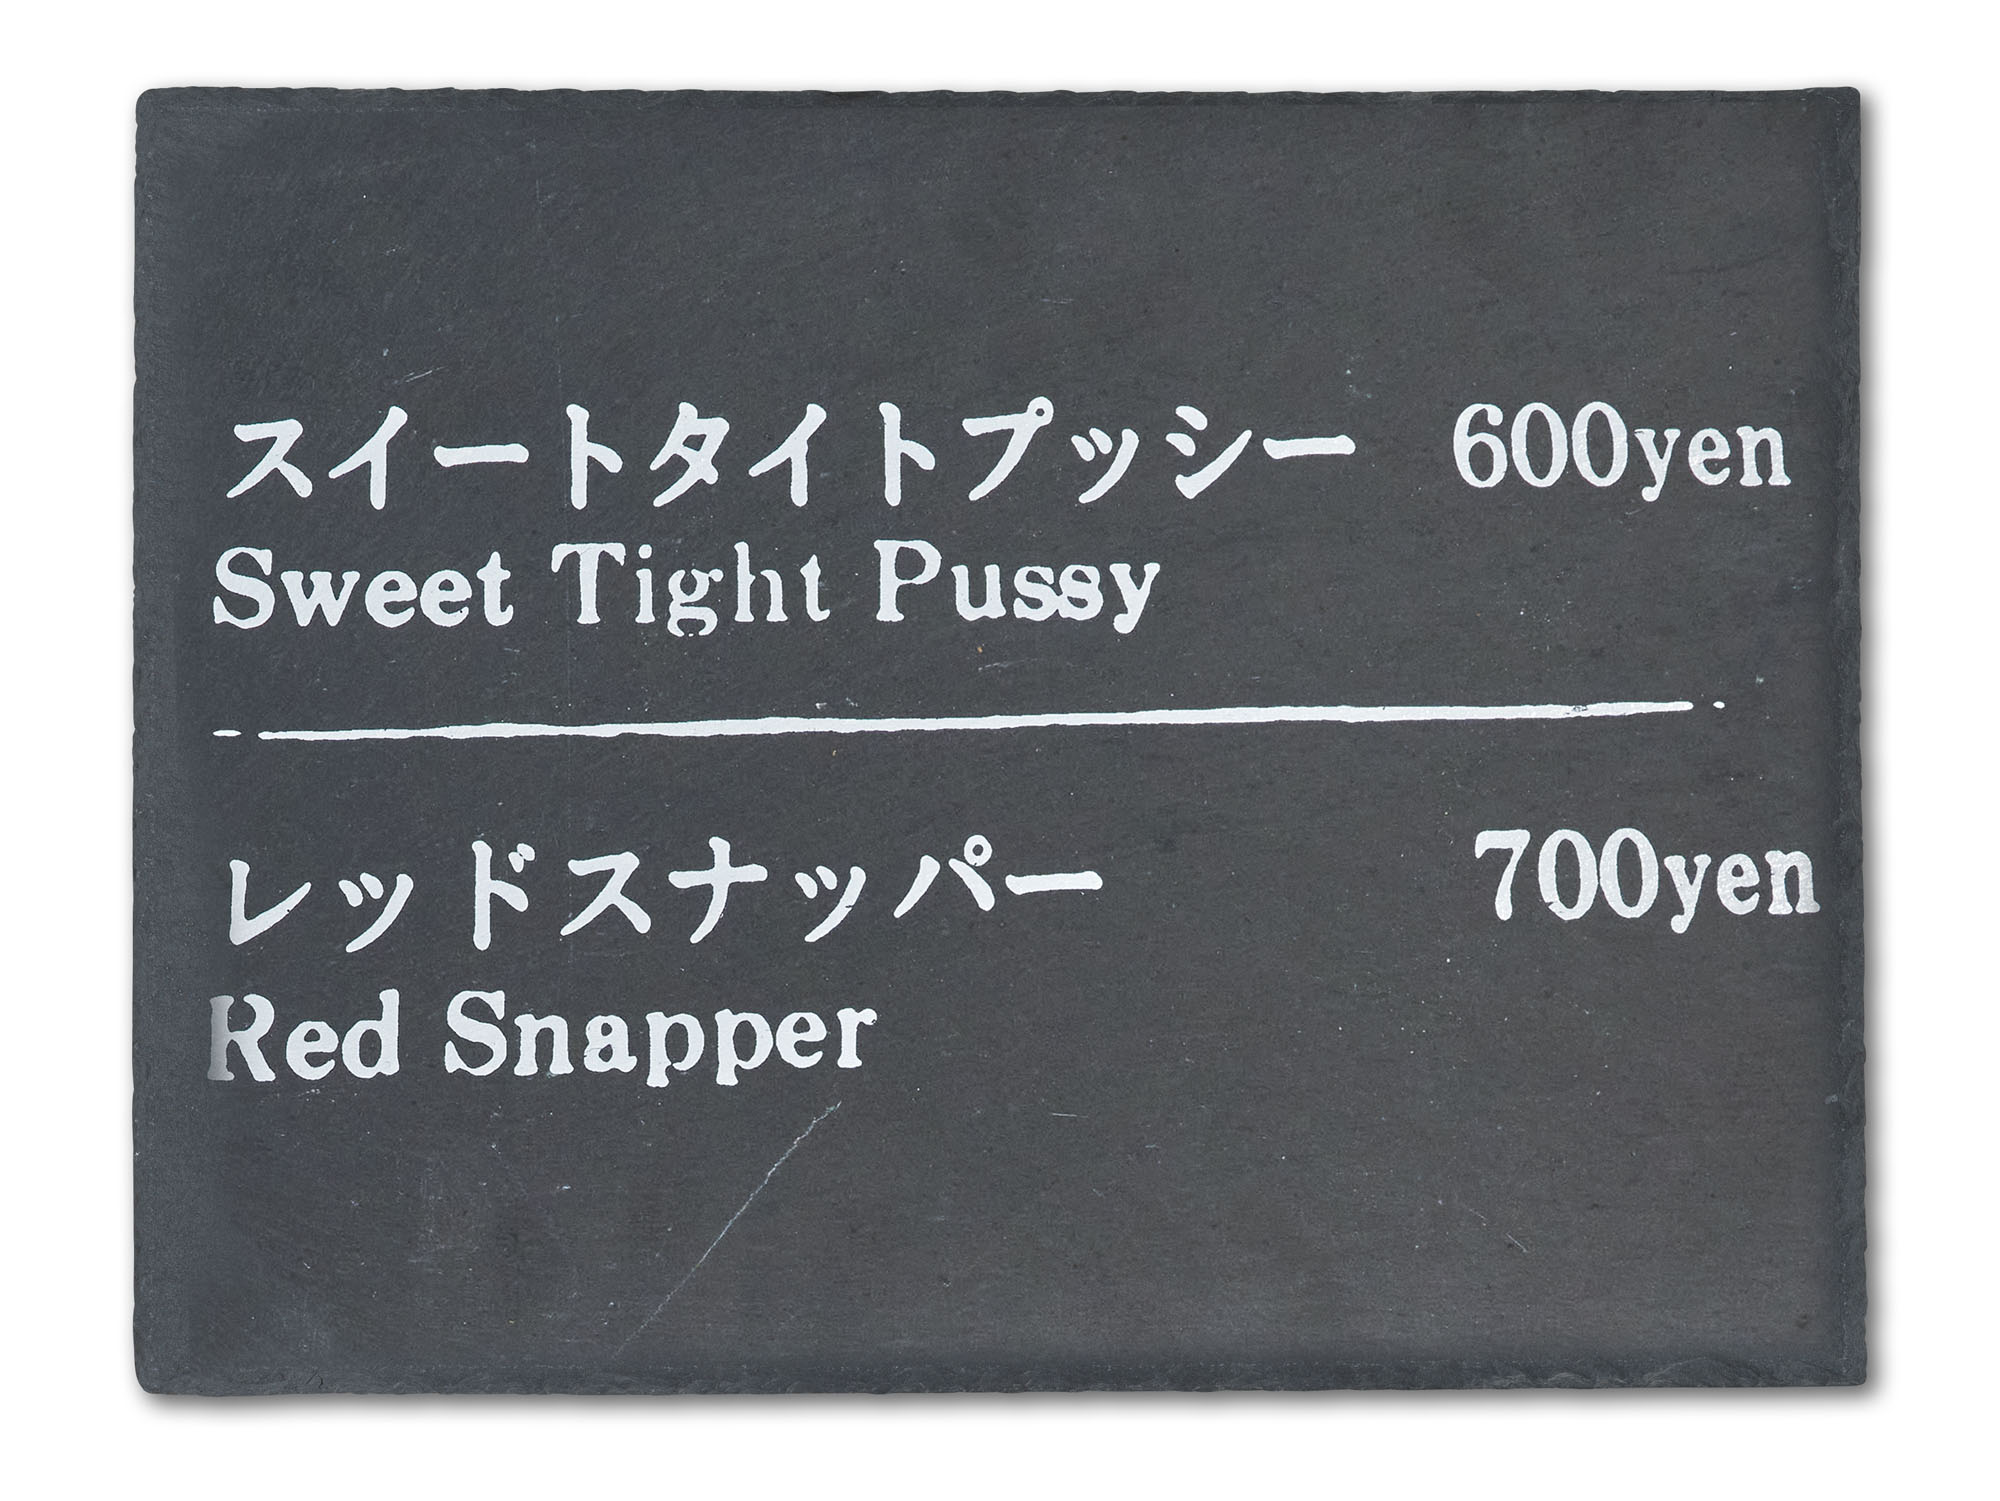 スイートタイトプッシー 600yen
Sweet Tight Pussy
レッドスナッパー 700yen
Red Snapper